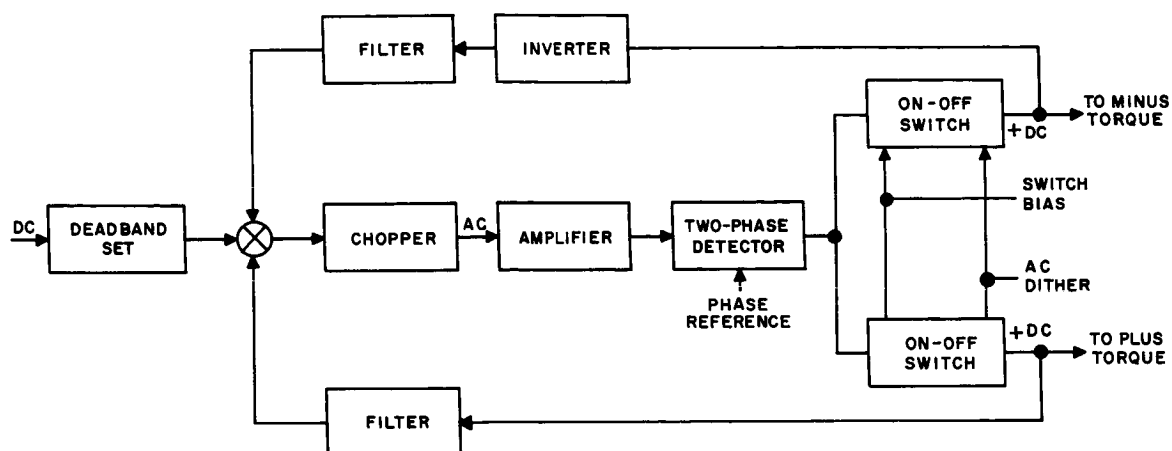 FILTER
INVERTER
ON-OFF
SWITCH
+DC
TO MINUS
TORQUE
SWITCH
BIAS
DC
DEADBAND
SET
CHOPPER
AC
AMPLIFIER
TWO-PHASE
DETECTOR
PHASE
REFERENCE
AC
DITHER
ON-OFF
SWITCH
+DC
TO PLUS
TORQUE
FILTER